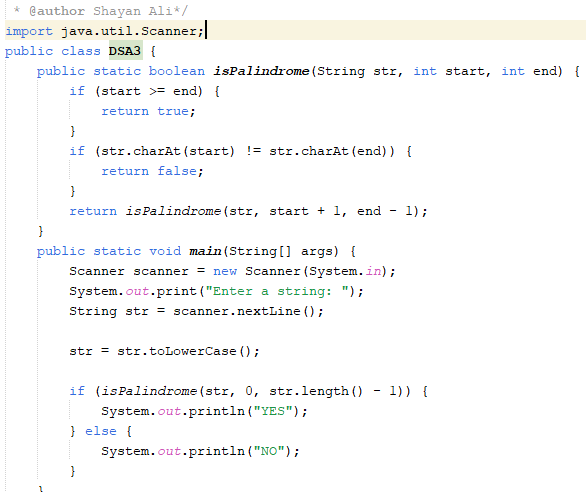 * @author Shayan Ali*/
import java.util.Scanner;
public class DSA3 {
public static boolean isPalindrome(String str, int start, int end) {
if (start >= end) {
return true;
}
if (str.charAt(start) != str.charAt(end)) {
return false;
}
return isPalindrome(str, start + 1, end - 1);
}
public static void main(String[] args) {
Scanner scanner = new Scanner(System.in);
System.out.print("Enter a string: ");
String str = scanner.nextLine();
str = str.toLowerCase();
if (isPalindrome(str, 0, str.length() - 1)) {
System.out.println("YES");
} else {
System.out.println("NO");
}
}